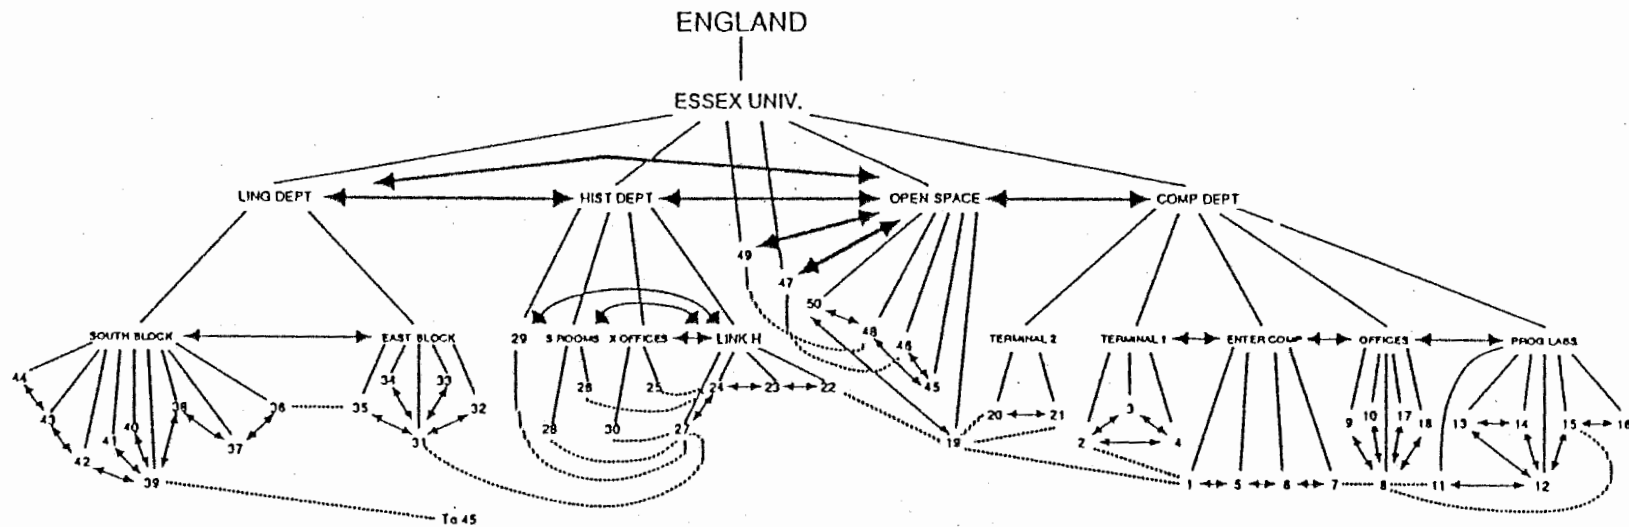 ENGLAND
ESSEX UNIV.
LING DEPT HIST DEPT OPEN SPACE COMP DEPT
49
47
50
SOUTH BLOCK EAST BLOCK 29 S ROOMS X OFFICES LINK H 48 46 TERMINAL 2 TERMINAL 1 ENTER COMP OFFICES PROG LABS
44 34 33 26 25 24 23 22 45
43 38 36 35 32 20 21 3 9 10 17 18 13 14 15 16
42 41 40 37 31 28 30 27 19 2 4
39 1 5 6 7 8 11 12
To 45